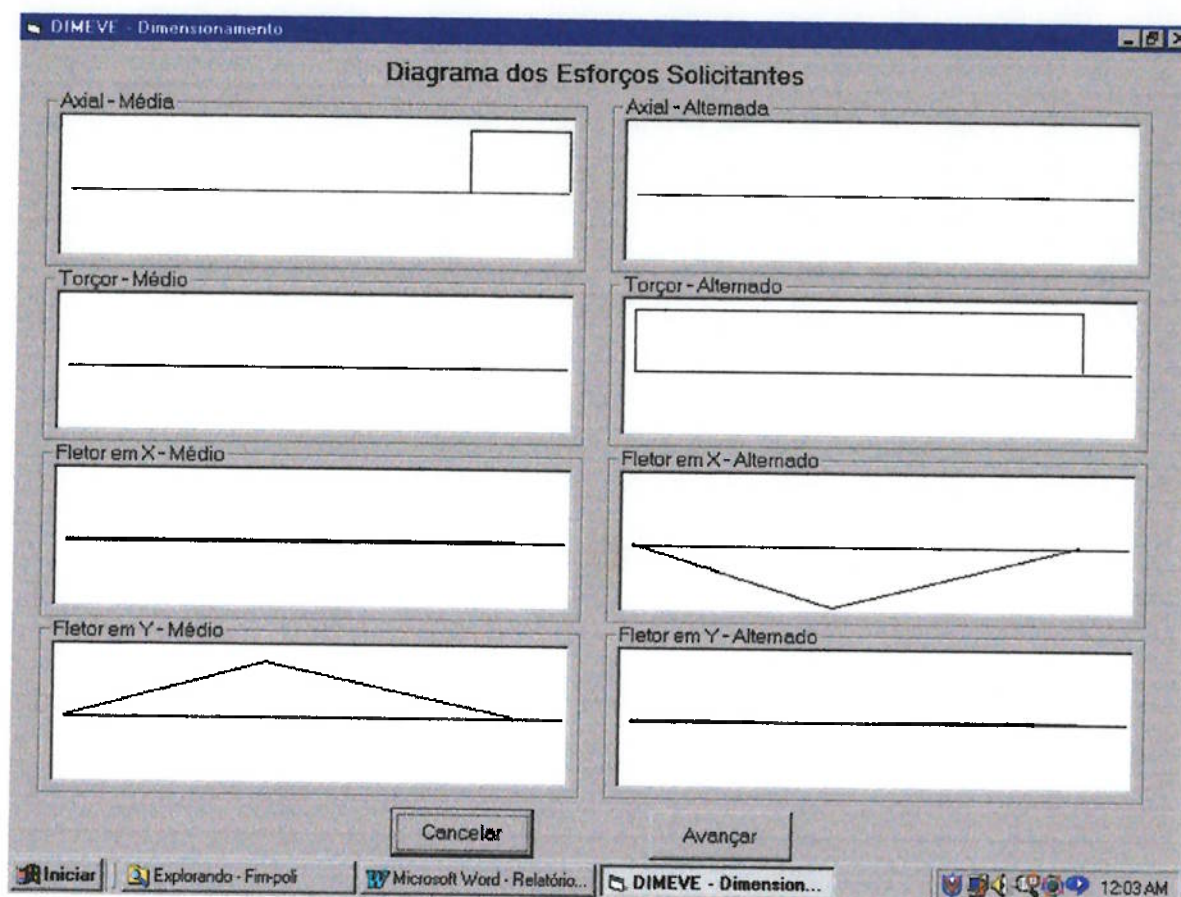 DIMEVE - Dimensionamento
Diagrama dos Esforços Solicitantes
Axial - Média
Axial - Alternada
Torçor - Médio
Torçor - Alternado
Fletor em X - Médio
Fletor em X - Alternado
Fletor em Y - Médio
Fletor em Y - Alternado
Cancelar
Avançar
Iniciar
Explorando - Fim-poli
Microsoft Word - Relatório...
DIMEVE - Dimension...
12:03 AM